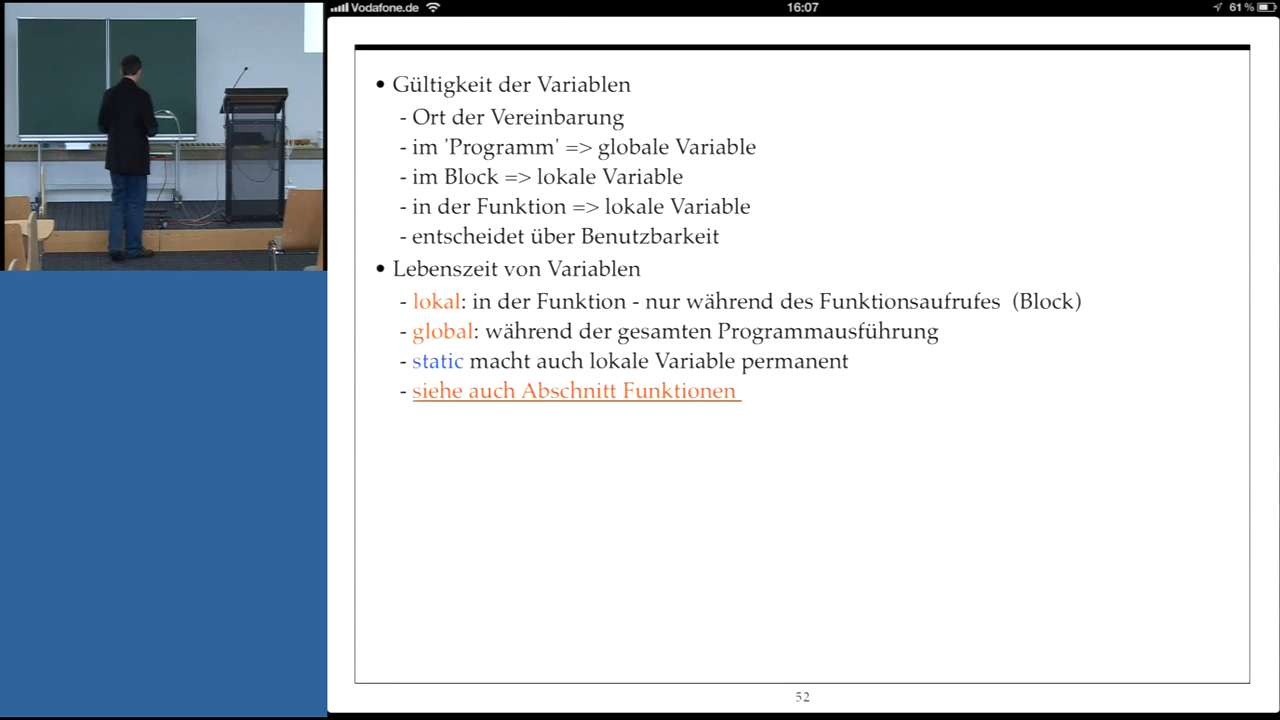 Vodafone.de
16:07
61 %
• Gültigkeit der Variablen
- Ort der Vereinbarung
- im 'Programm' => globale Variable
- im Block => lokale Variable
- in der Funktion => lokale Variable
- entscheidet über Benutzbarkeit
• Lebenszeit von Variablen
- lokal: in der Funktion - nur während des Funktionsaufrufes (Block)
- global: während der gesamten Programmausführung
- static macht auch lokale Variable permanent
- siehe auch Abschnitt Funktionen
52